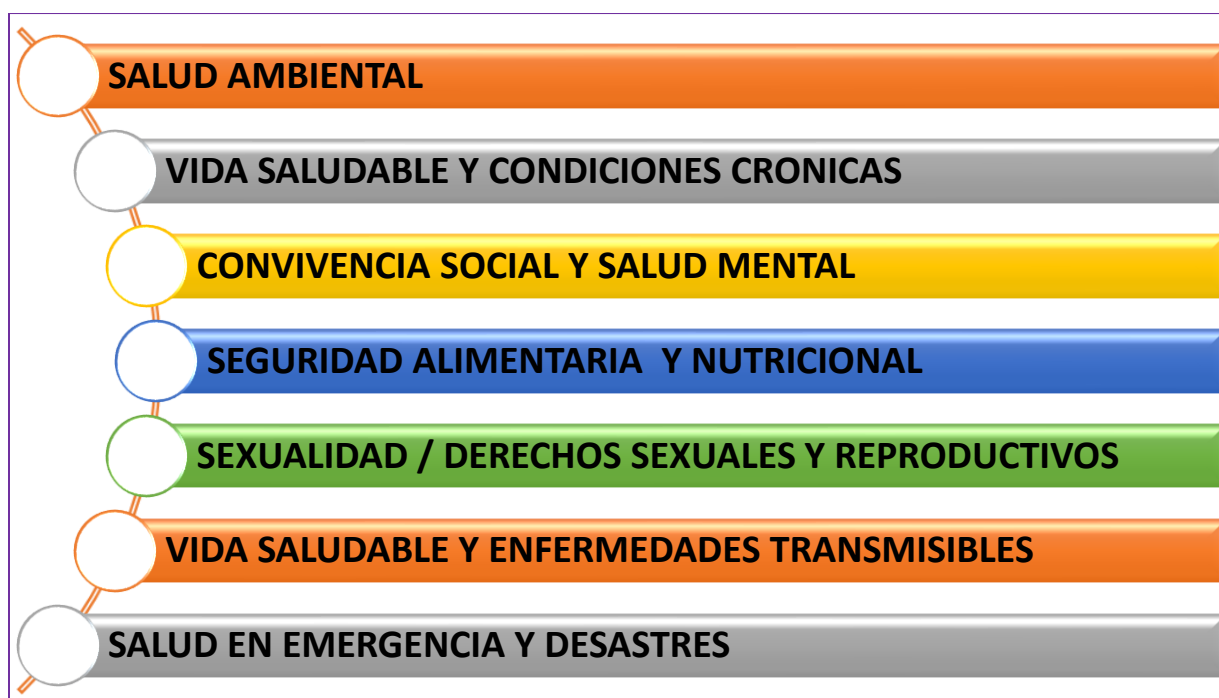 SALUD AMBIENTAL
VIDA SALUDABLE Y CONDICIONES CRONICAS
CONVIVENCIA SOCIAL Y SALUD MENTAL
SEGURIDAD ALIMENTARIA  Y NUTRICIONAL
SEXUALIDAD / DERECHOS SEXUALES Y REPRODUCTIVOS
VIDA SALUDABLE Y ENFERMEDADES TRANSMISIBLES
SALUD EN EMERGENCIA Y DESASTRES